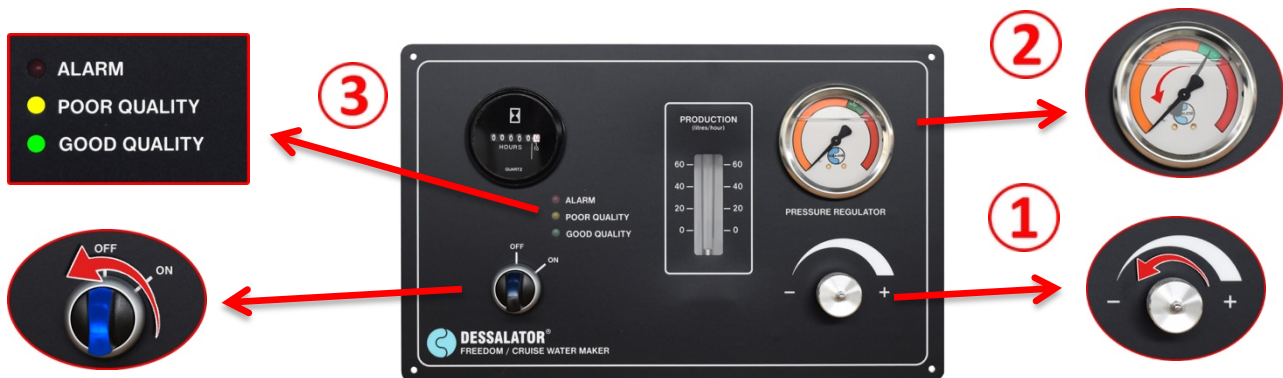 ALARM
POOR QUALITY
GOOD QUALITY
3
2
1
OFF
ON
HOURS
QUARTZ
ALARM
POOR QUALITY
GOOD QUALITY
OFF
ON
DESSALATOR®
FREEDOM / CRUISE WATER MAKER
PRODUCTION
(litres/hour)
60 60
40 40
20 20
0 0
PRESSURE REGULATOR
- +
- +